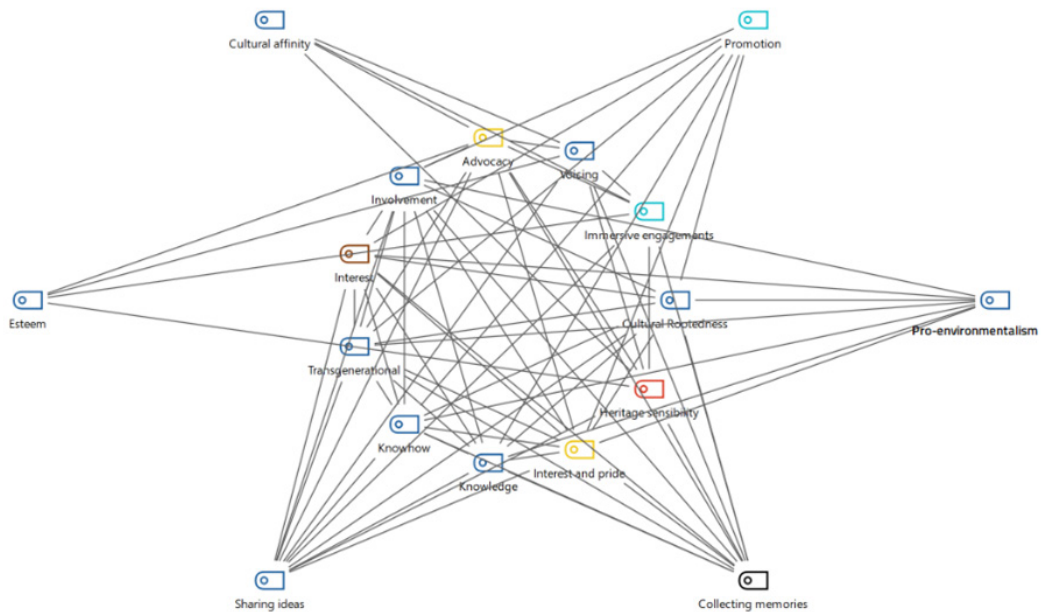 Cultural affinity
Promotion
Advocacy
Voicing
Involvement
Immersive engagements
Interest
Esteem
Cultural Rootedness
Pro-environmentalism
Transgenerational
Heritage sensibility
Knowhow
Interest and pride
Knowledge
Sharing ideas
Collecting memories